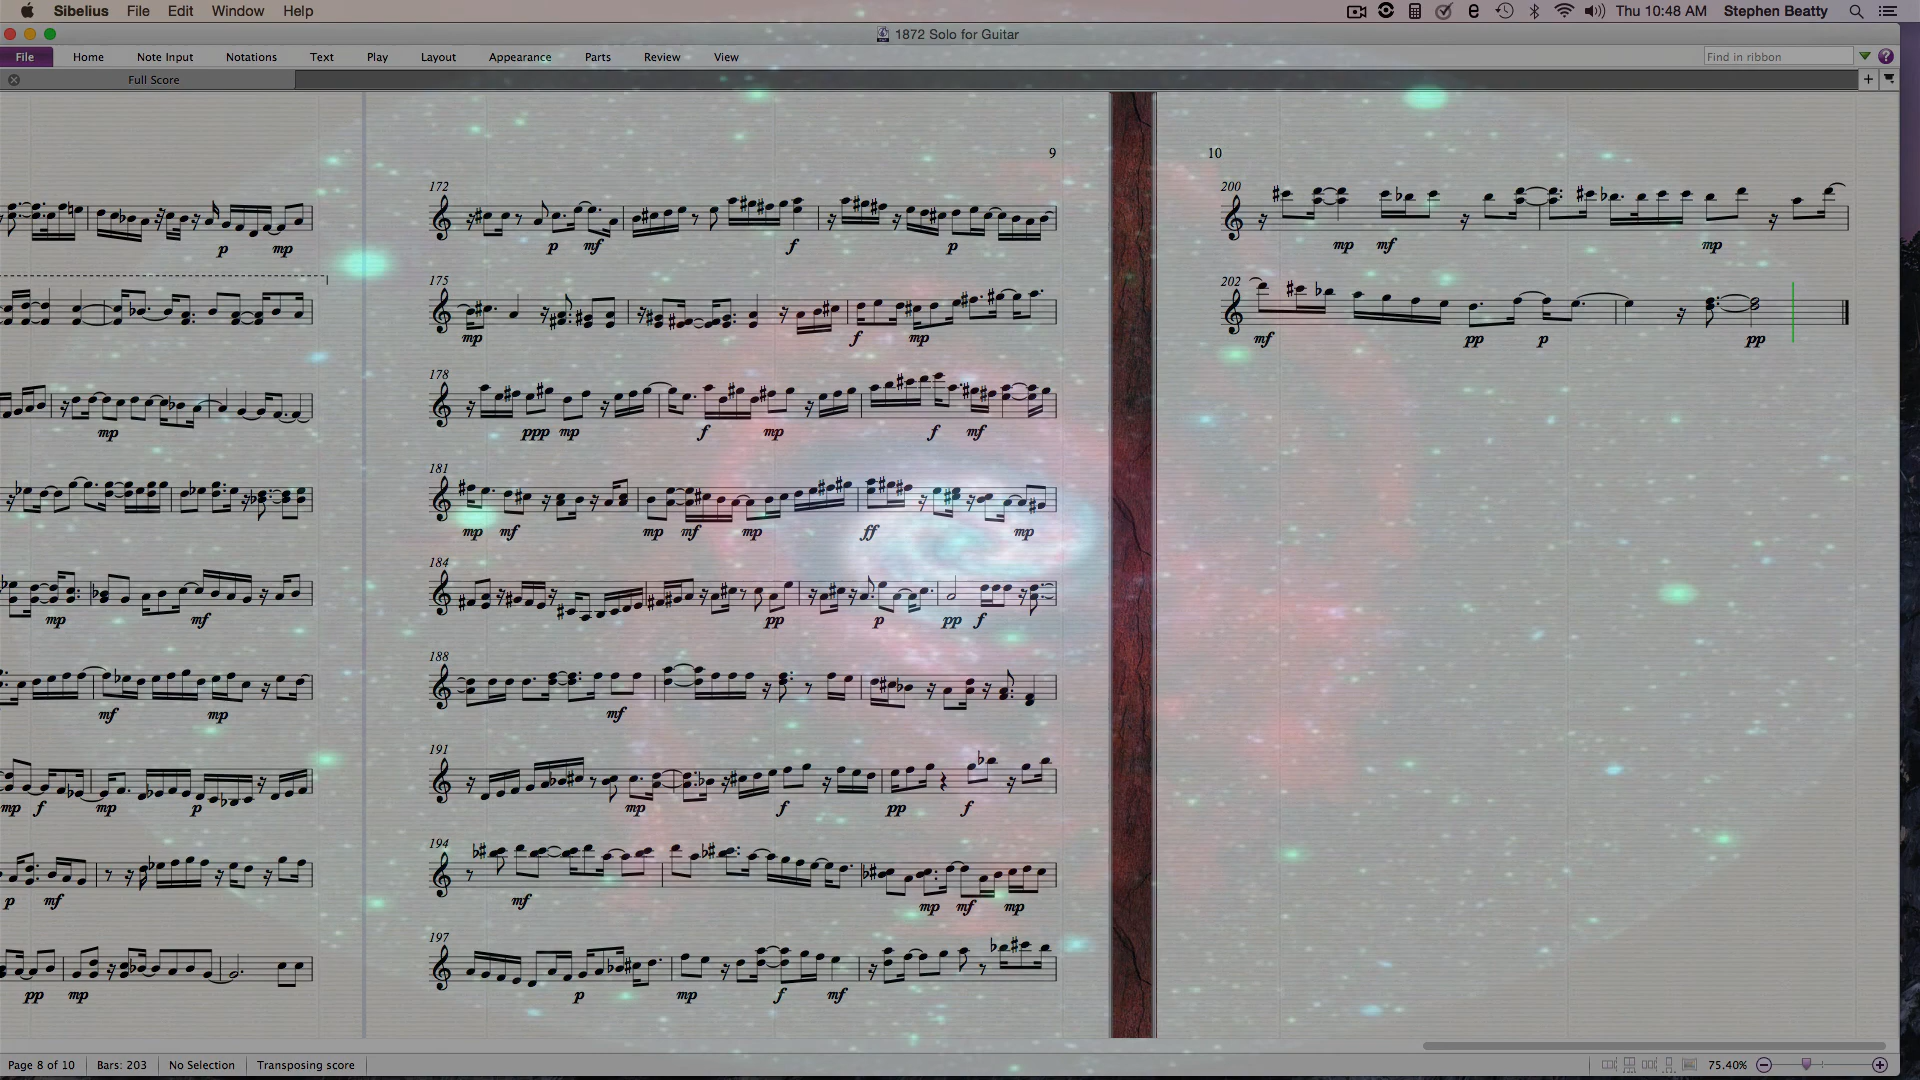 Sibelius File Edit Window Help Thu 10:48 AM Stephen Beatty
1872 Solo for Guitar
File Home Note Input Notations Text Play Layout Appearance Parts Review View Find in ribbon
Full Score
9
10
p mp
172
p mf f p
200
mp mf mp
175
mp f mp
202
mf pp p pp
mp
178
ppp mp f mp f mf
181
mp mf mp mf mp ff mp
mp mf
184
pp p pp f
mf mp
188
mf
mp f mp p
191
mp f pp f
p mf
194
mf mp mf mp
pp mp
197
p mp f mf
Page 8 of 10 Bars: 203 No Selection Transposing score 75.40%